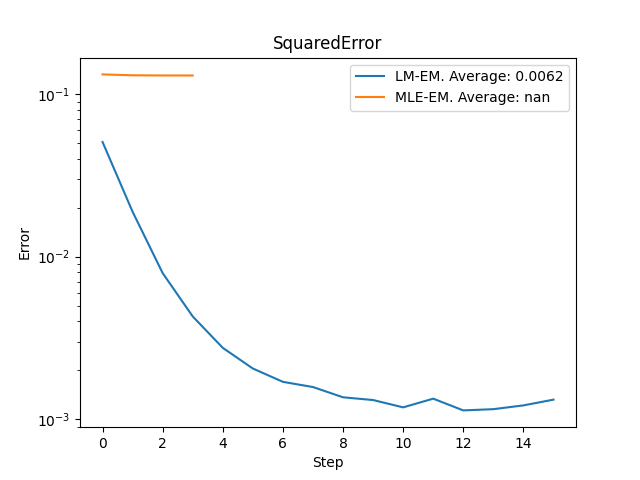 SquaredError
LM-EM. Average: 0.0062
MLE-EM. Average: nan
Error
10⁻¹
10⁻²
10⁻³
0 2 4 6 8 10 12 14
Step